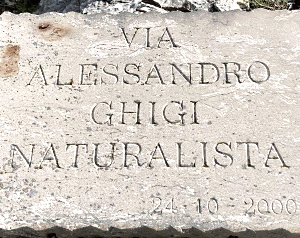 VIA
ALESSANDRO
GHIGI
NATURALISTA
24-10-2000